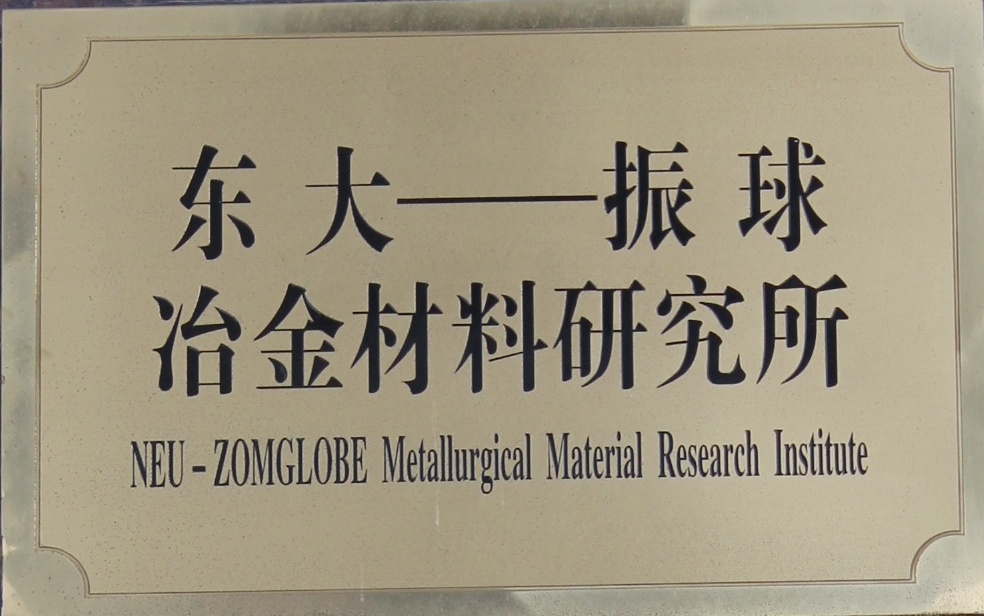 东大——振球
冶金材料研究所
NEU-ZOMGLOBE Metallurgical Material Research Institute